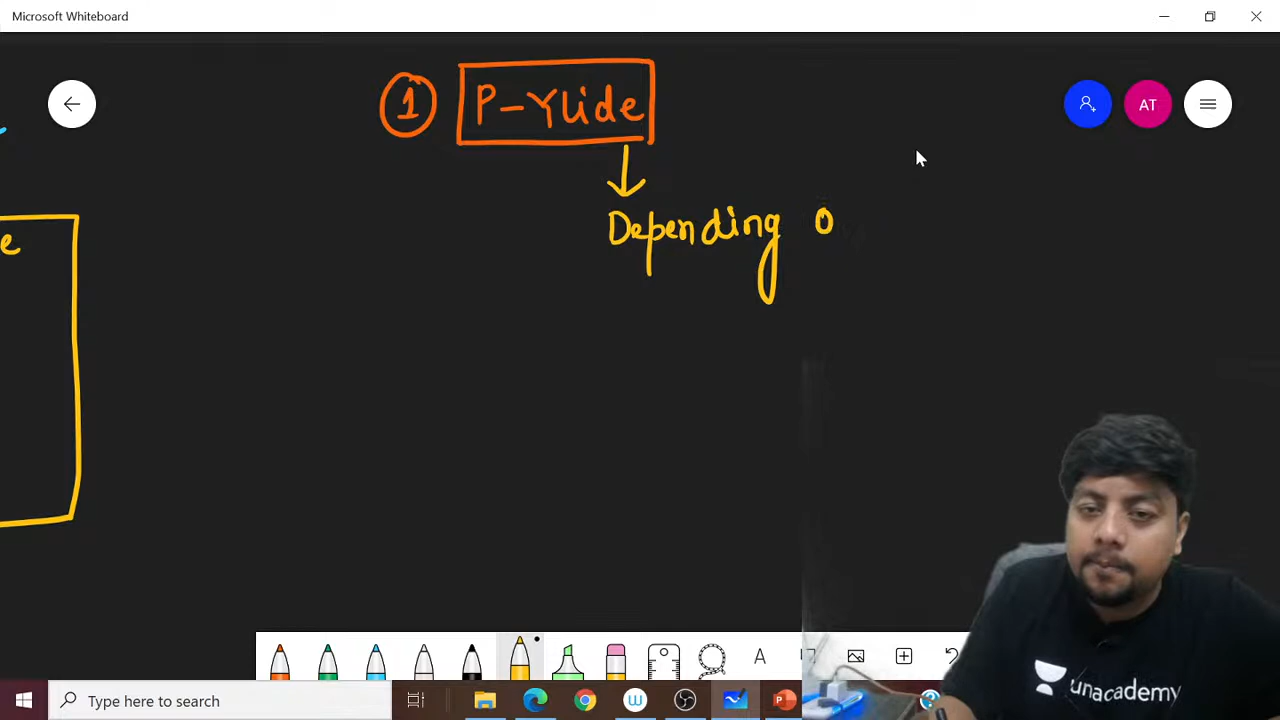 Microsoft Whiteboard
1 P-Ylide
AT
Depending o
e
unacademy
A
Type here to search